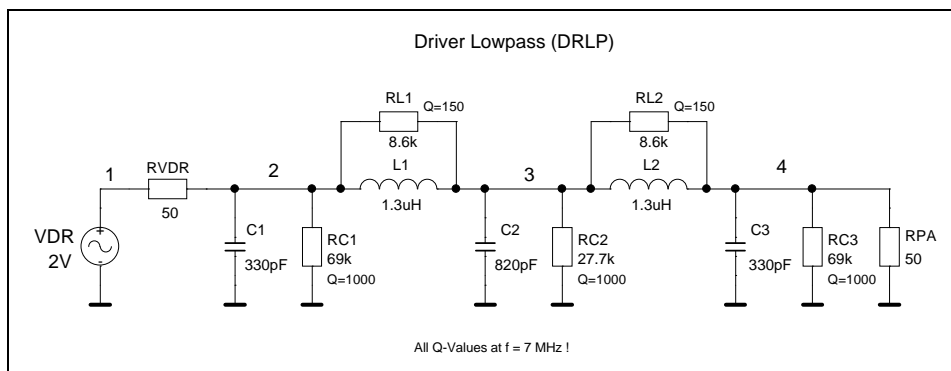 Driver Lowpass (DRLP)
RL1
Q=150
8.6k
RL2
Q=150
8.6k
1
RVDR
50
2
L1
1.3uH
3
L2
1.3uH
4
VDR
2V
+
-
C1
330pF
RC1
69k
Q=1000
C2
820pF
RC2
27.7k
Q=1000
C3
330pF
RC3
69k
Q=1000
RPA
50
All Q-Values at f = 7 MHz !